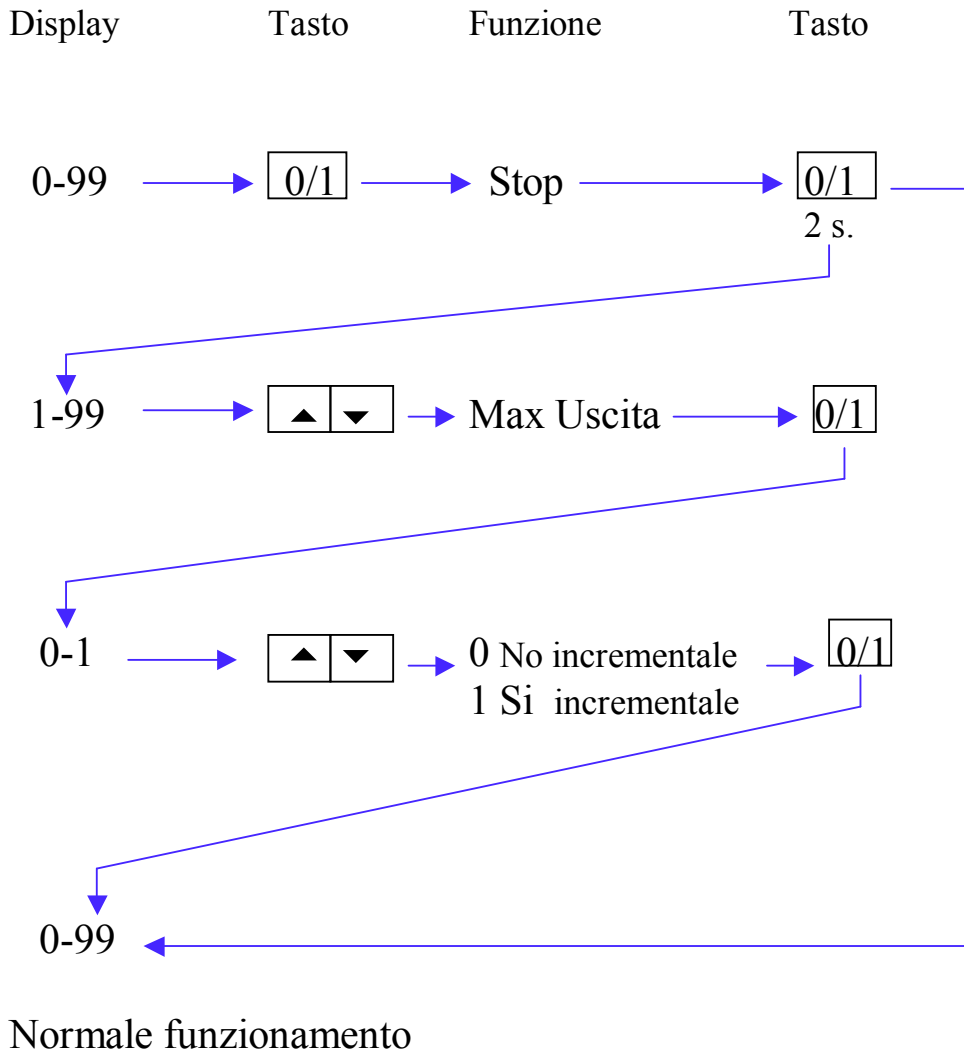 Display Tasto Funzione Tasto
0-99 0/1 Stop 0/1
2 s.
1-99 Max Uscita 0/1
0-1 0 No incrementale 0/1
1 Si incrementale
0-99
Normale funzionamento